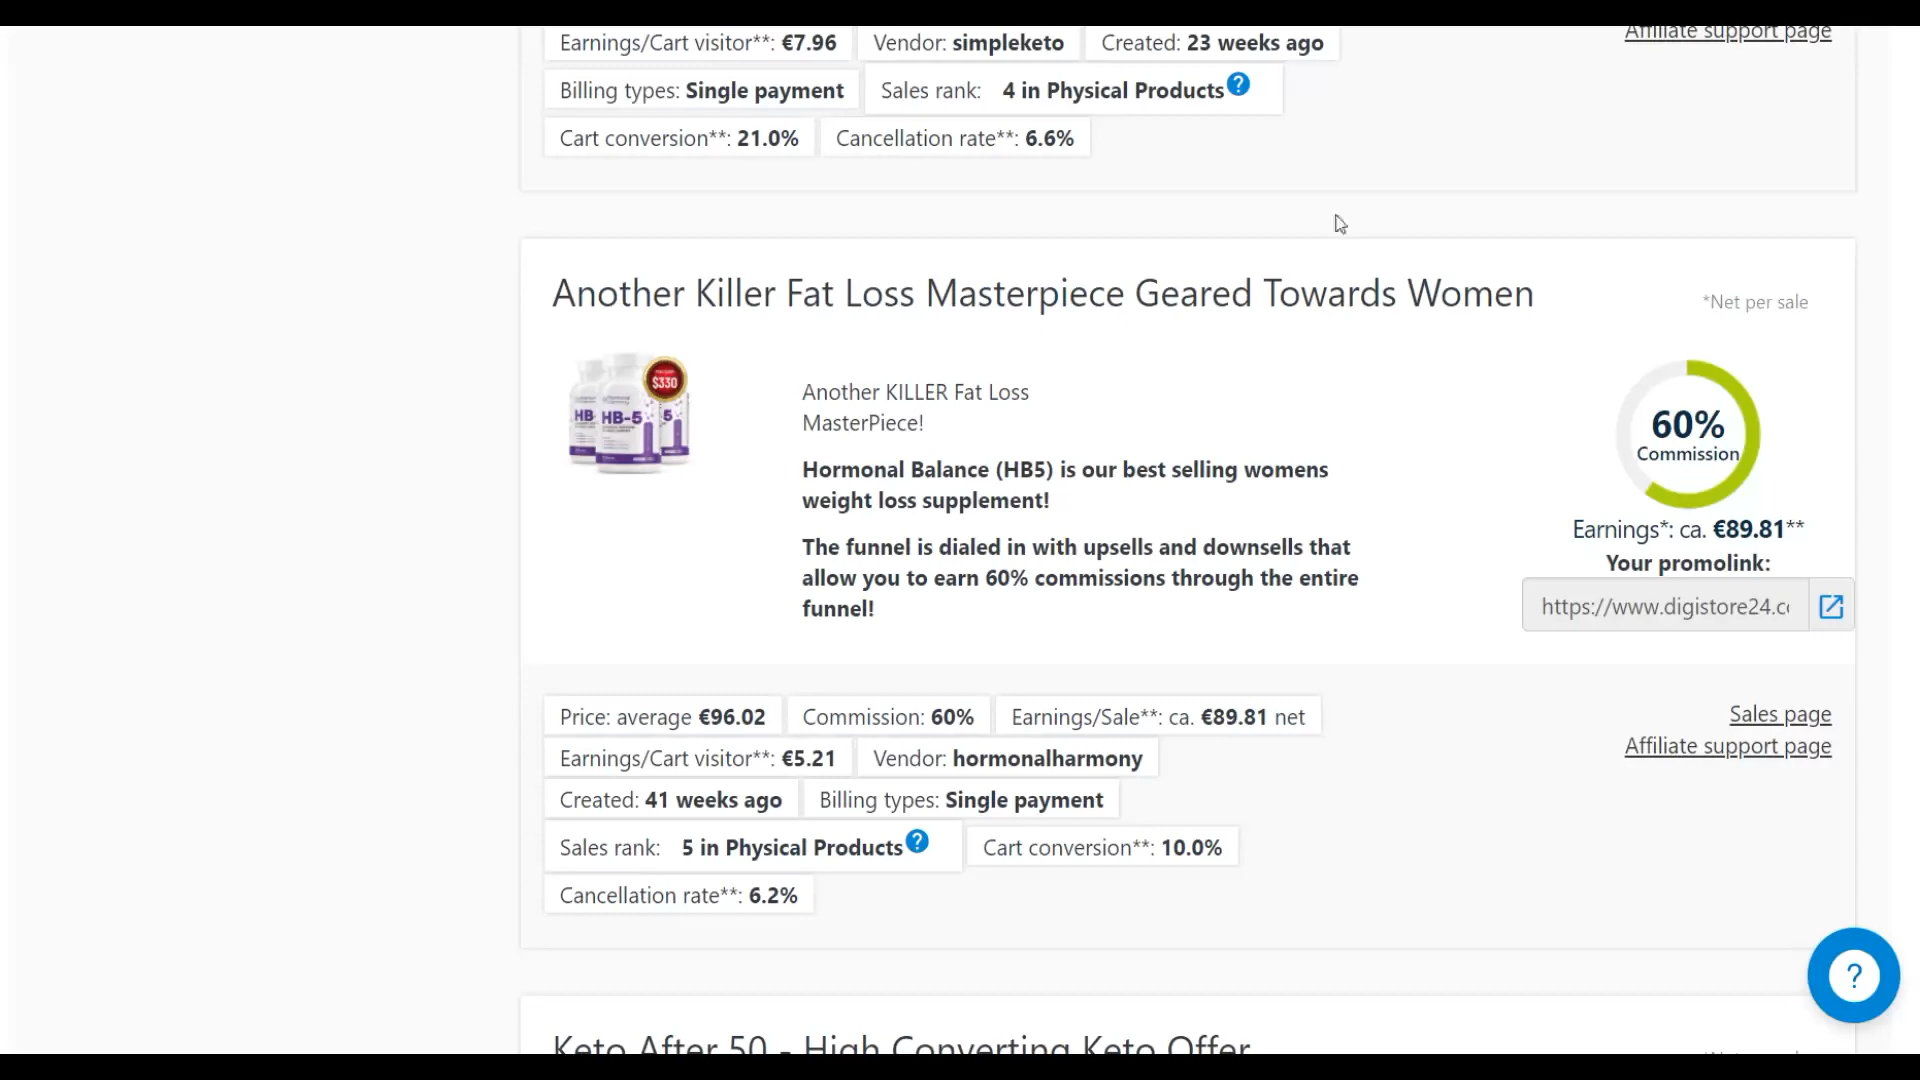 Earnings/Cart visitor**: €7.96 Vendor: simpleketo Created: 23 weeks ago Affiliate support page
Billing types: Single payment Sales rank: 4 in Physical Products ?
Cart conversion**: 21.0% Cancellation rate**: 6.6%
Another Killer Fat Loss Masterpiece Geared Towards Women
*Net per sale
$330
HB- HB-5 5
Another KILLER Fat Loss
MasterPiece!
Hormonal Balance (HB5) is our best selling womens
weight loss supplement!
The funnel is dialed in with upsells and downsells that
allow you to earn 60% commissions through the entire
funnel!
60%
Commission
Earnings*: ca. €89.81**
Your promolink:
https://www.digistore24.c
Price: average €96.02 Commission: 60% Earnings/Sale**: ca. €89.81 net
Earnings/Cart visitor**: €5.21 Vendor: hormonalharmony
Created: 41 weeks ago Billing types: Single payment
Sales rank: 5 in Physical Products ? Cart conversion**: 10.0%
Cancellation rate**: 6.2%
Sales page
Affiliate support page
?
Keto After 50 - High Converting Keto Offer